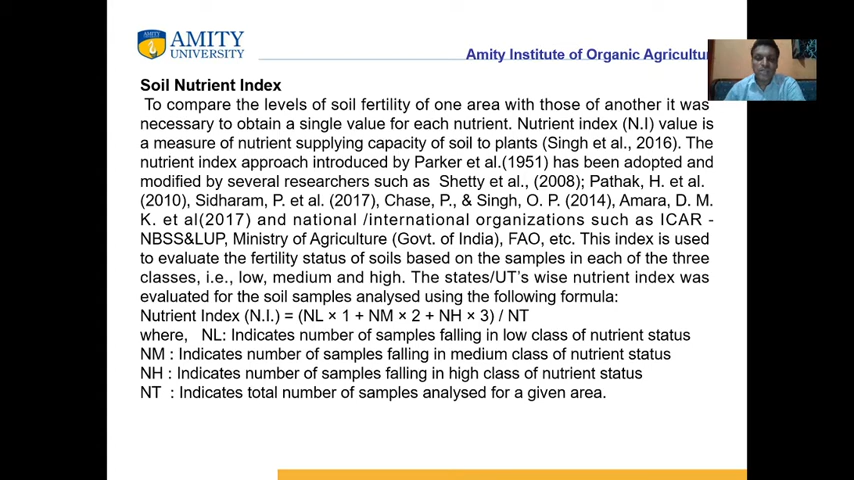 AMITY
UNIVERSITY
Amity Institute of Organic Agricultur
Soil Nutrient Index
To compare the levels of soil fertility of one area with those of another it was
necessary to obtain a single value for each nutrient. Nutrient index (N.I) value is
a measure of nutrient supplying capacity of soil to plants (Singh et al., 2016). The
nutrient index approach introduced by Parker et al.(1951) has been adopted and
modified by several researchers such as Shetty et al., (2008); Pathak, H. et al.
(2010), Sidharam, P. et al. (2017), Chase, P., & Singh, O. P. (2014), Amara, D. M.
K. et al(2017) and national /international organizations such as ICAR -
NBSS&LUP, Ministry of Agriculture (Govt. of India), FAO, etc. This index is used
to evaluate the fertility status of soils based on the samples in each of the three
classes, i.e., low, medium and high. The states/UT's wise nutrient index was
evaluated for the soil samples analysed using the following formula:
Nutrient Index (N.I.) = (NL × 1 + NM × 2 + NH × 3) / NT
where, NL: Indicates number of samples falling in low class of nutrient status
NM : Indicates number of samples falling in medium class of nutrient status
NH : Indicates number of samples falling in high class of nutrient status
NT : Indicates total number of samples analysed for a given area.